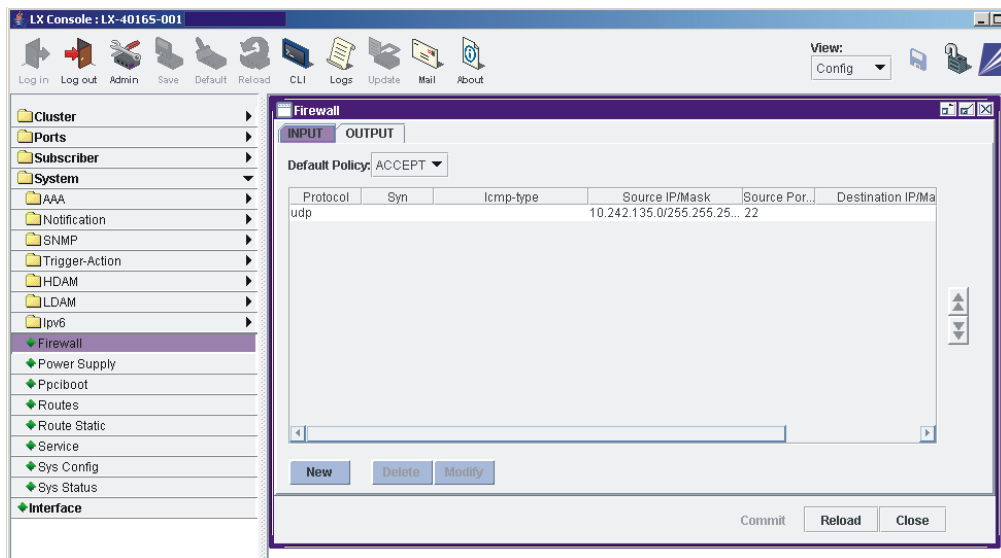 LX Console : LX-4016S-001
View:
Config
Log in Log out Admin Save Default Reload CLI Logs Update Mail About
Cluster
Ports
Subscriber
System
AAA
Notification
SNMP
Trigger-Action
HDAM
LDAM
Ipv6
Firewall
Power Supply
Ppciboot
Routes
Route Static
Service
Sys Config
Sys Status
Interface
Firewall
INPUT OUTPUT
Default Policy: ACCEPT
Protocol Syn Icmp-type Source IP/Mask Source Por... Destination IP/Ma
udp 10.242.135.0/255.255.25... 22
New Delete Modify
Commit Reload Close